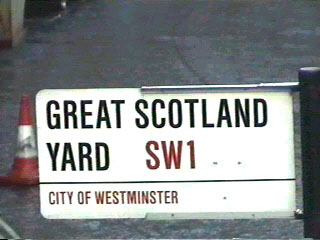 GREAT SCOTLAND
YARD SW1
CITY OF WESTMINSTER